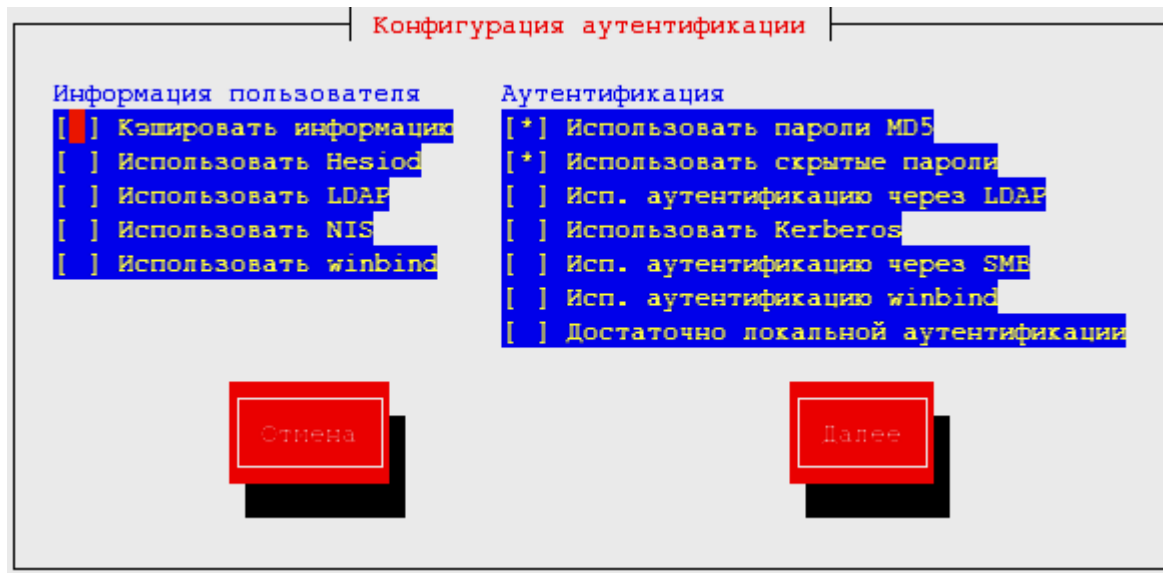 Конфигурация аутентификации
Информация пользователя
[ ] Кэшировать информацию
[ ] Использовать Hesiod
[ ] Использовать LDAP
[ ] Использовать NIS
[ ] Использовать winbind
Аутентификация
[*] Использовать пароли MD5
[*] Использовать скрытые пароли
[ ] Исп. аутентификацию через LDAP
[ ] Использовать Kerberos
[ ] Исп. аутентификацию через SMB
[ ] Исп. аутентификацию winbind
[ ] Достаточно локальной аутентификации
Отмена
Далее